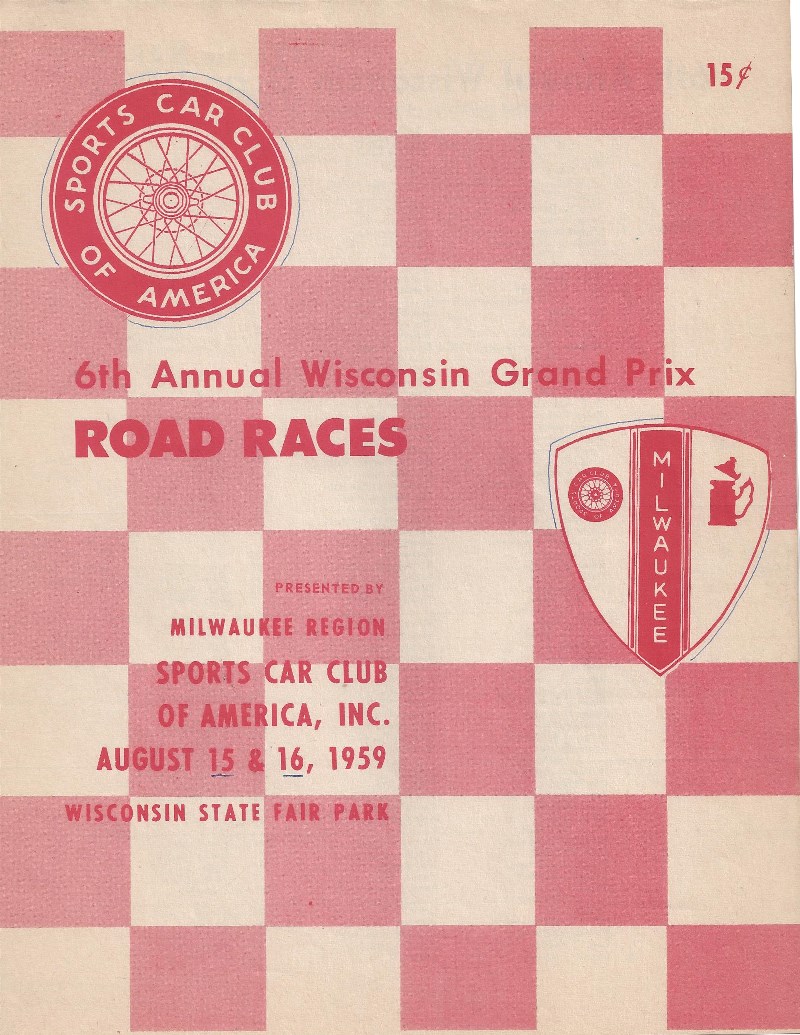 15¢
SPORTS CAR CLUB
OF AMERICA
6th Annual Wisconsin Grand Prix
ROAD RACES
MILWAUKEE
PRESENTED BY
MILWAUKEE REGION
SPORTS CAR CLUB
OF AMERICA, INC.
AUGUST 15 & 16, 1959
WISCONSIN STATE FAIR PARK